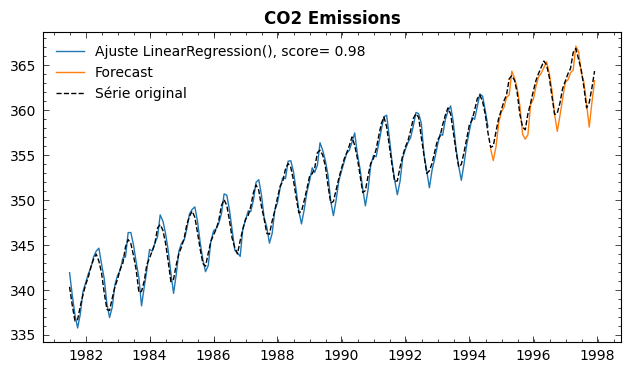 CO2 Emissions
Ajuste LinearRegression(), score= 0.98
Forecast
Série original
365
360
355
350
345
340
335
1982 1984 1986 1988 1990 1992 1994 1996 1998